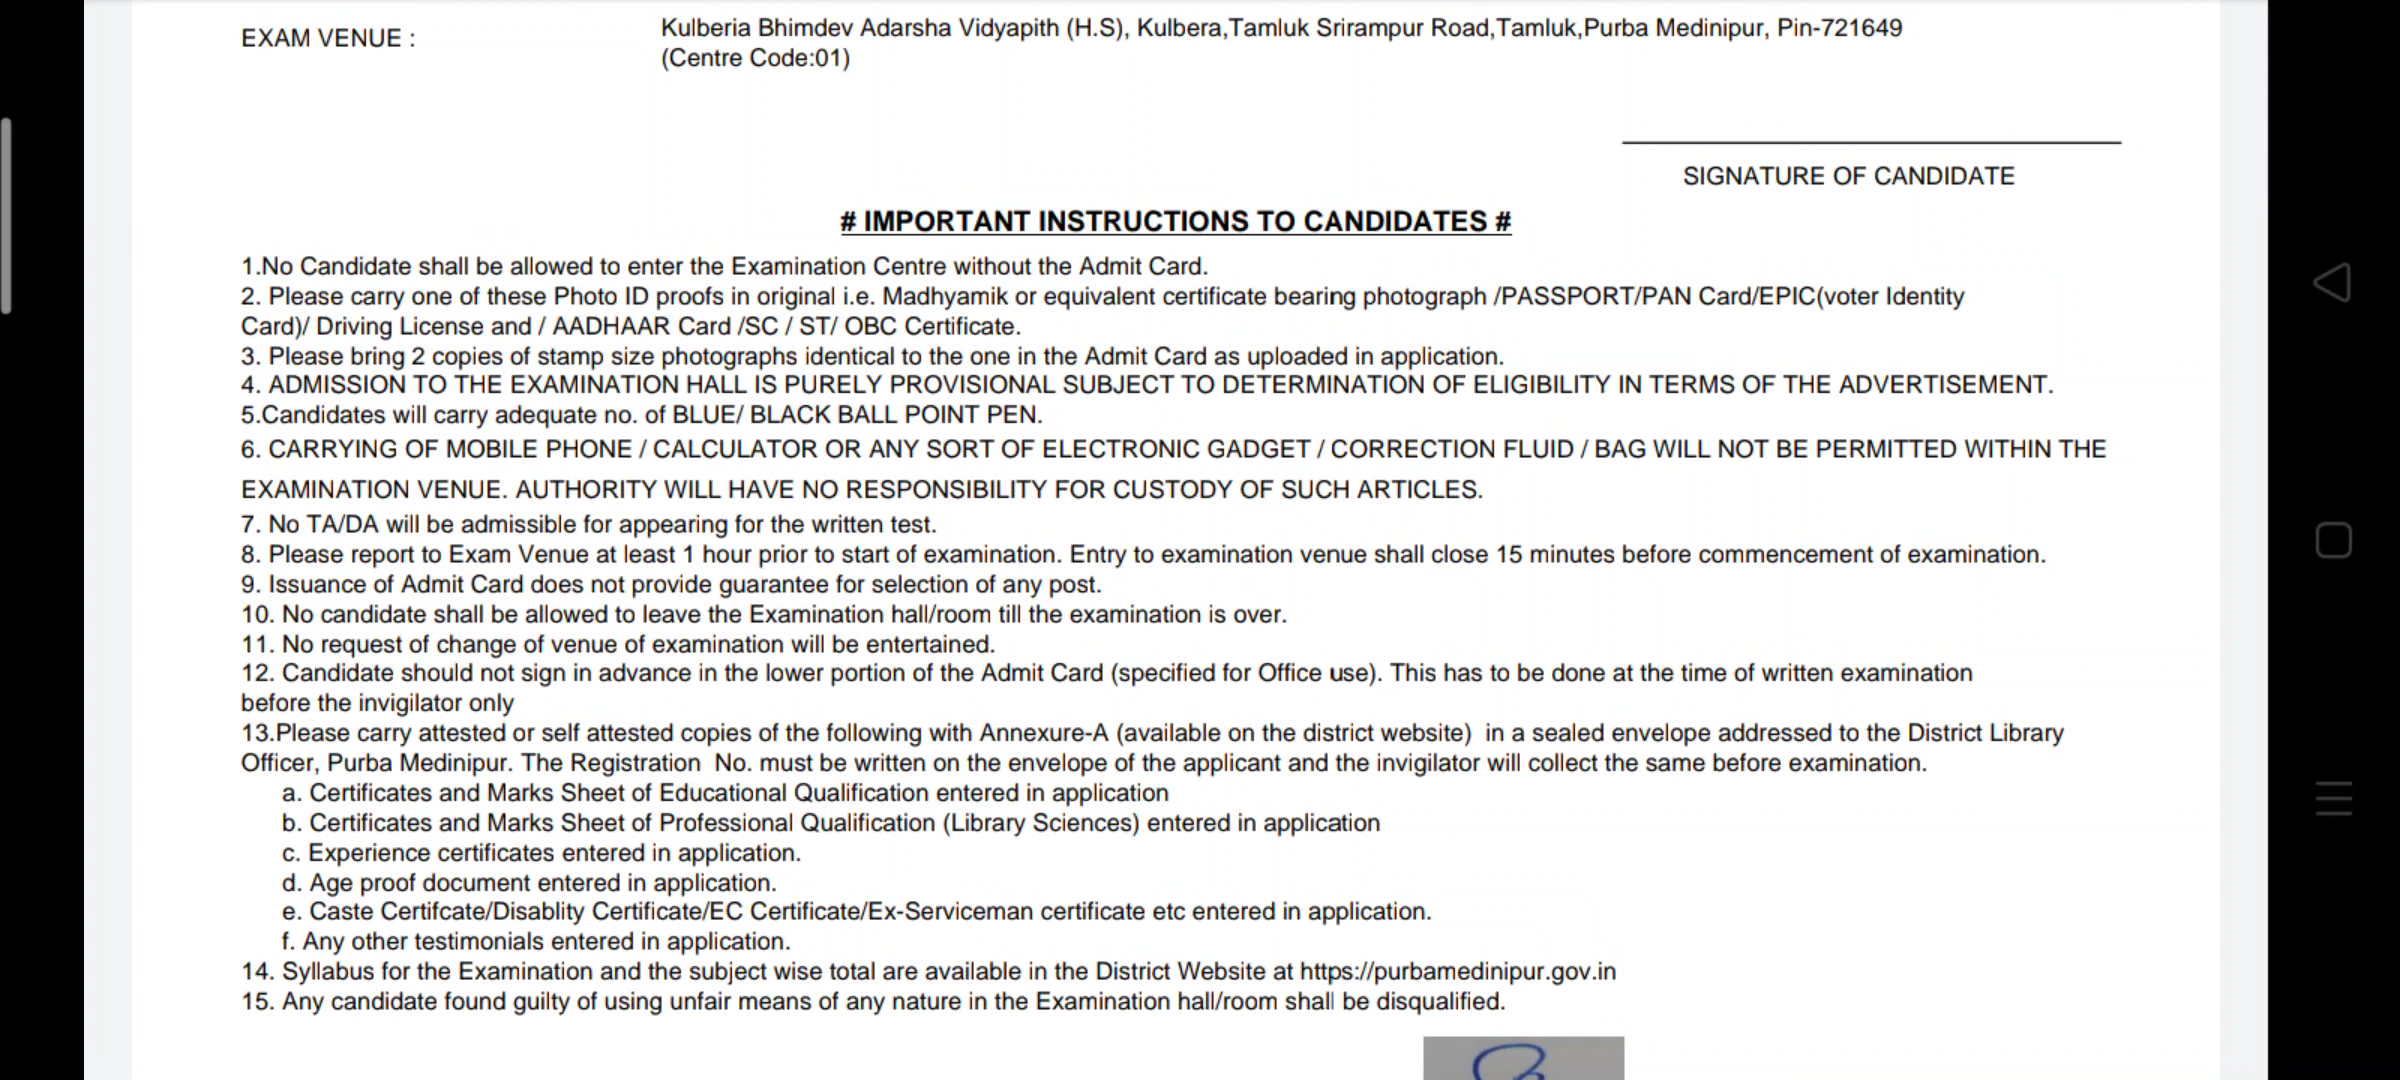 EXAM VENUE :
Kulberia Bhimdev Adarsha Vidyapith (H.S), Kulbera,Tamluk Srirampur Road,Tamluk,Purba Medinipur, Pin-721649
(Centre Code:01)
SIGNATURE OF CANDIDATE
# IMPORTANT INSTRUCTIONS TO CANDIDATES #
1.No Candidate shall be allowed to enter the Examination Centre without the Admit Card.
2. Please carry one of these Photo ID proofs in original i.e. Madhyamik or equivalent certificate bearing photograph /PASSPORT/PAN Card/EPIC(voter Identity
Card)/ Driving License and / AADHAAR Card /SC / ST/ OBC Certificate.
3. Please bring 2 copies of stamp size photographs identical to the one in the Admit Card as uploaded in application.
4. ADMISSION TO THE EXAMINATION HALL IS PURELY PROVISIONAL SUBJECT TO DETERMINATION OF ELIGIBILITY IN TERMS OF THE ADVERTISEMENT.
5.Candidates will carry adequate no. of BLUE/ BLACK BALL POINT PEN.
6. CARRYING OF MOBILE PHONE / CALCULATOR OR ANY SORT OF ELECTRONIC GADGET / CORRECTION FLUID / BAG WILL NOT BE PERMITTED WITHIN THE
EXAMINATION VENUE. AUTHORITY WILL HAVE NO RESPONSIBILITY FOR CUSTODY OF SUCH ARTICLES.
7. No TA/DA will be admissible for appearing for the written test.
8. Please report to Exam Venue at least 1 hour prior to start of examination. Entry to examination venue shall close 15 minutes before commencement of examination.
9. Issuance of Admit Card does not provide guarantee for selection of any post.
10. No candidate shall be allowed to leave the Examination hall/room till the examination is over.
11. No request of change of venue of examination will be entertained.
12. Candidate should not sign in advance in the lower portion of the Admit Card (specified for Office use). This has to be done at the time of written examination
before the invigilator only
13.Please carry attested or self attested copies of the following with Annexure-A (available on the district website) in a sealed envelope addressed to the District Library
Officer, Purba Medinipur. The Registration No. must be written on the envelope of the applicant and the invigilator will collect the same before examination.
a. Certificates and Marks Sheet of Educational Qualification entered in application
b. Certificates and Marks Sheet of Professional Qualification (Library Sciences) entered in application
c. Experience certificates entered in application.
d. Age proof document entered in application.
e. Caste Certifcate/Disablity Certificate/EC Certificate/Ex-Serviceman certificate etc entered in application.
f. Any other testimonials entered in application.
14. Syllabus for the Examination and the subject wise total are available in the District Website at https://purbamedinipur.gov.in
15. Any candidate found guilty of using unfair means of any nature in the Examination hall/room shall be disqualified.